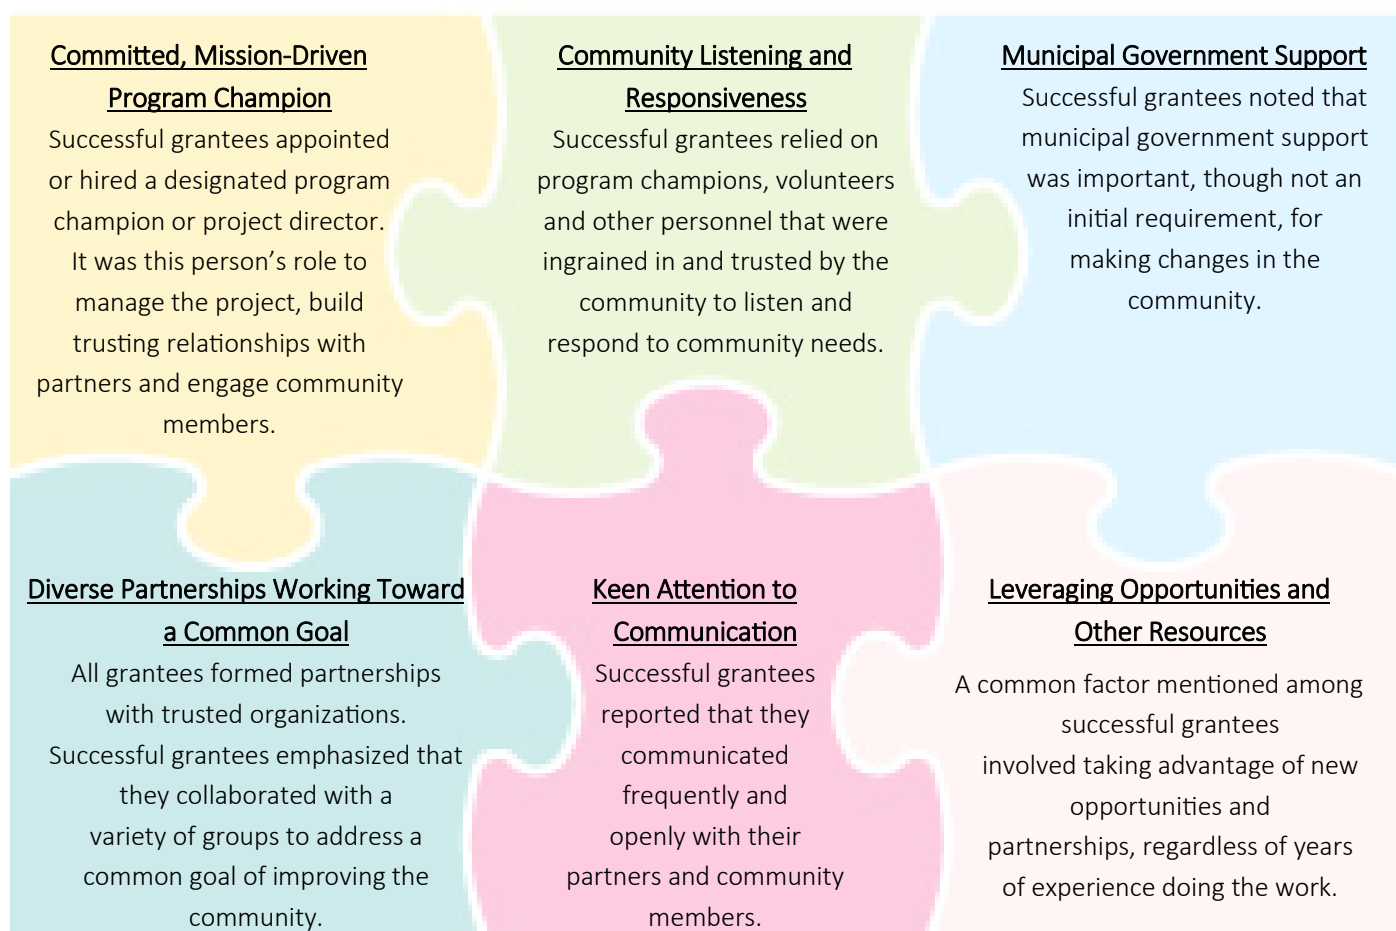 Committed, Mission-Driven
Program Champion
Successful grantees appointed
or hired a designated program
champion or project director.
It was this person’s role to
manage the project, build
trusting relationships with
partners and engage community
members.
Community Listening and
Responsiveness
Successful grantees relied on
program champions, volunteers
and other personnel that were
ingrained in and trusted by the
community to listen and
respond to community needs.
Municipal Government Support
Successful grantees noted that
municipal government support
was important, though not an
initial requirement, for
making changes in the
community.
Diverse Partnerships Working Toward
a Common Goal
All grantees formed partnerships
with trusted organizations.
Successful grantees emphasized that
they collaborated with a
variety of groups to address a
common goal of improving the
community.
Keen Attention to
Communication
Successful grantees
reported that they
communicated
frequently and
openly with their
partners and community
members.
Leveraging Opportunities and
Other Resources
A common factor mentioned among
successful grantees
involved taking advantage of new
opportunities and
partnerships, regardless of years
of experience doing the work.